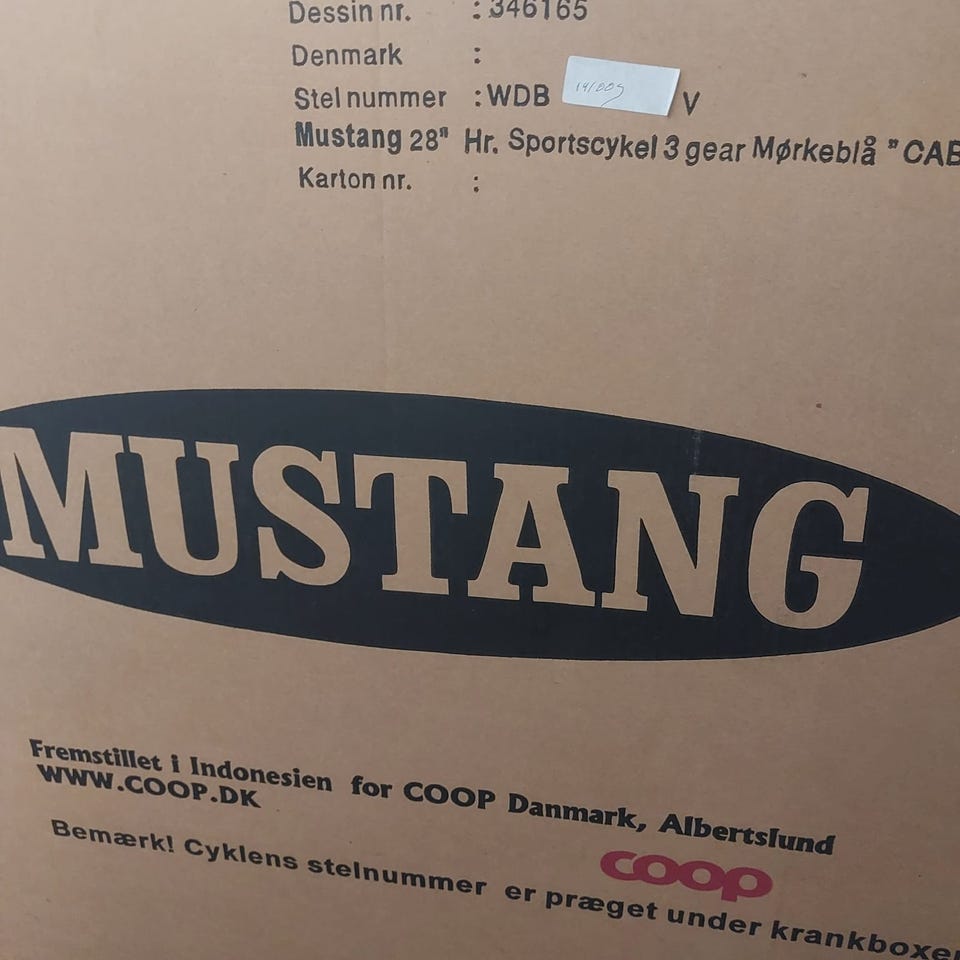 Dessin nr. : 346165
Denmark :
Stel nummer : WDB V
Mustang 28" Hr. Sportscykel 3 gear Mørkeblå "CAB
Karton nr. :
MUSTANG
Fremstillet i Indonesien for COOP Danmark, Albertslund
WWW.COOP.DK
coop
Bemærk! Cyklens stelnummer er præget under krankboxen